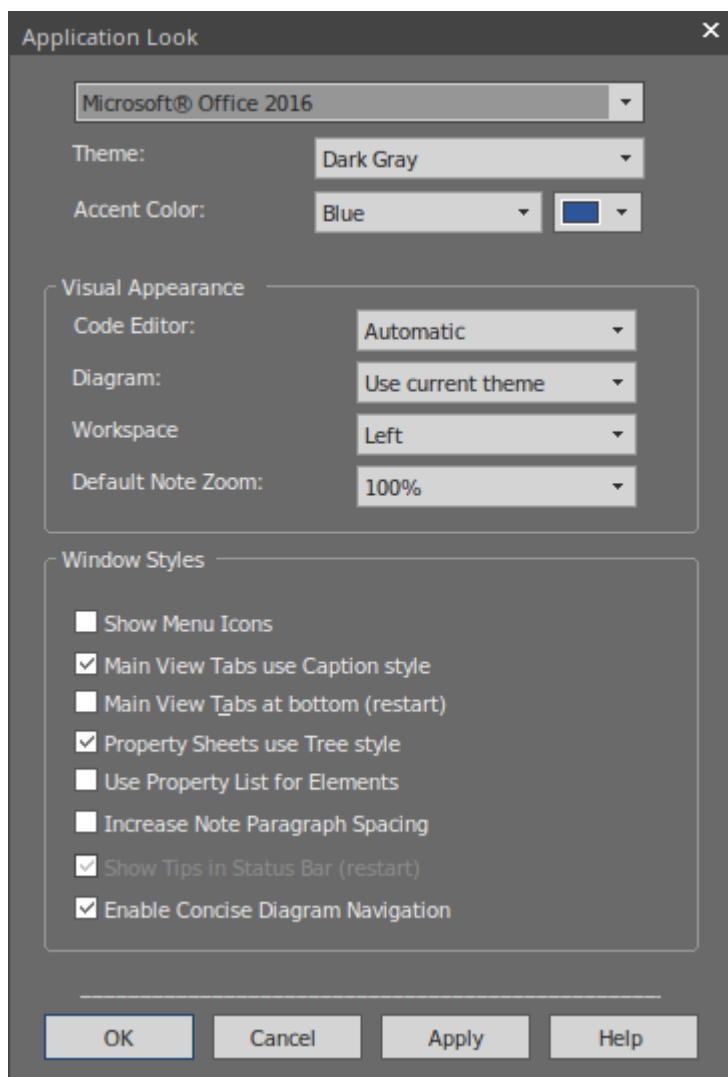 Application Look
Microsoft® Office 2016
Theme: Dark Gray
Accent Color: Blue
Visual Appearance
Code Editor: Automatic
Diagram: Use current theme
Workspace Left
Default Note Zoom: 100%
Window Styles
Show Menu Icons
Main View Tabs use Caption style
Main View Tabs at bottom (restart)
Property Sheets use Tree style
Use Property List for Elements
Increase Note Paragraph Spacing
Show Tips in Status Bar (restart)
Enable Concise Diagram Navigation
OK Cancel Apply Help